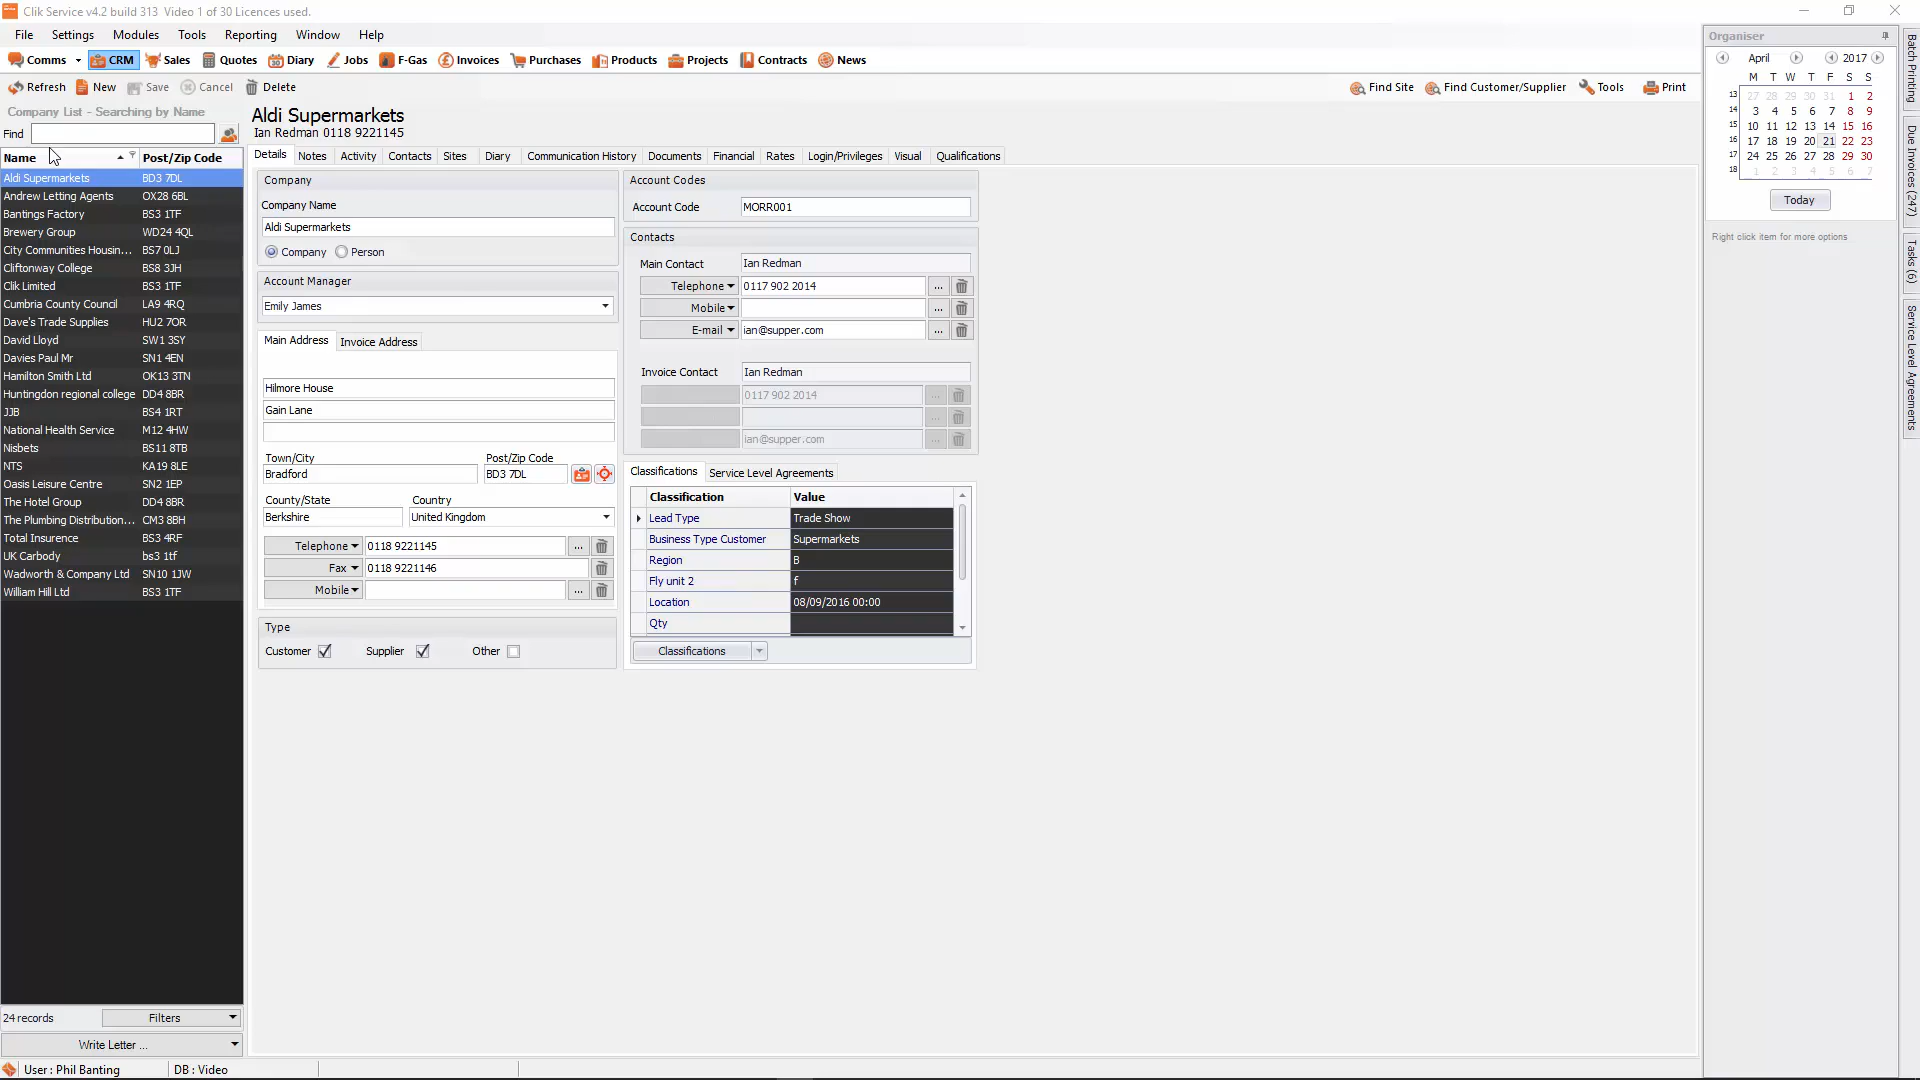 Clik Service v4.2 build 313  Video 1 of 30 Licences used.
File Settings Modules Tools Reporting Window Help
Comms CRM Sales Quotes Diary Jobs F-Gas Invoices Purchases Products Projects Contracts News
Refresh New Save Cancel Delete
Find Site Find Customer/Supplier Tools Print
Company List - Searching by Name
Find
Name Post/Zip Code
Aldi Supermarkets BD3 7DL
Andrew Letting Agents OX28 6BL
Bantings Factory BS3 1TF
Brewery Group WD24 4QL
City Communities Housin... BS7 0LJ
Cliftonway College BS8 3JH
Clik Limited BS3 1TF
Cumbria County Council LA9 4RQ
Dave's Trade Supplies HU2 7OR
David Lloyd SW1 3SY
Davies Paul Mr SN1 4EN
Hamilton Smith Ltd OK13 3TN
Huntingdon regional college DD4 8BR
JJB BS4 1RT
National Health Service M12 4HW
Nisbets BS11 8TB
NTS KA19 8LE
Oasis Leisure Centre SN2 1EP
The Hotel Group DD4 8BR
The Plumbing Distribution... CM3 8BH
Total Insurence BS3 4RF
UK Carbody bs3 1tf
Wadworth & Company Ltd SN10 1JW
William Hill Ltd BS3 1TF
24 records Filters
Write Letter ...
User : Phil Banting DB : Video
Aldi Supermarkets
Ian Redman 0118 9221145
Details Notes Activity Contacts Sites Diary Communication History Documents Financial Rates Login/Privileges Visual Qualifications
Company
Company Name
Aldi Supermarkets
Company Person
Account Manager
Emily James
Main Address Invoice Address
Hilmore House
Gain Lane
Town/City Post/Zip Code
Bradford BD3 7DL
County/State Country
Berkshire United Kingdom
Telephone 0118 9221145 ...
Fax 0118 9221146
Mobile ...
Type
Customer Supplier Other
Account Codes
Account Code MORR001
Contacts
Main Contact Ian Redman
Telephone 0117 902 2014 ...
Mobile ...
E-mail ian@supper.com ...
Invoice Contact Ian Redman
0117 902 2014 ...
...
ian@supper.com ...
Classifications Service Level Agreements
Classification Value
Lead Type Trade Show
Business Type Customer Supermarkets
Region B
Fly unit 2 f
Location 08/09/2016 00:00
Qty
Classifications
Organiser
April 2017
M T W T F S S
13 27 28 29 30 31 1 2
14 3 4 5 6 7 8 9
15 10 11 12 13 14 15 16
16 17 18 19 20 21 22 23
17 24 25 26 27 28 29 30
18 1 2 3 4 5 6 7
Today
Right click item for more options
Batch Printing
Due Invoices (247)
Tasks (6)
Service Level Agreements